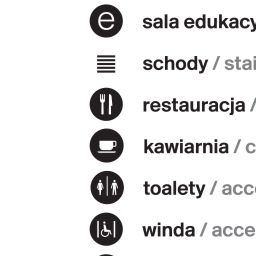 e sala edukacy
schody / stai
restauracja /
kawiarnia / c
toalety / acce
winda / acce